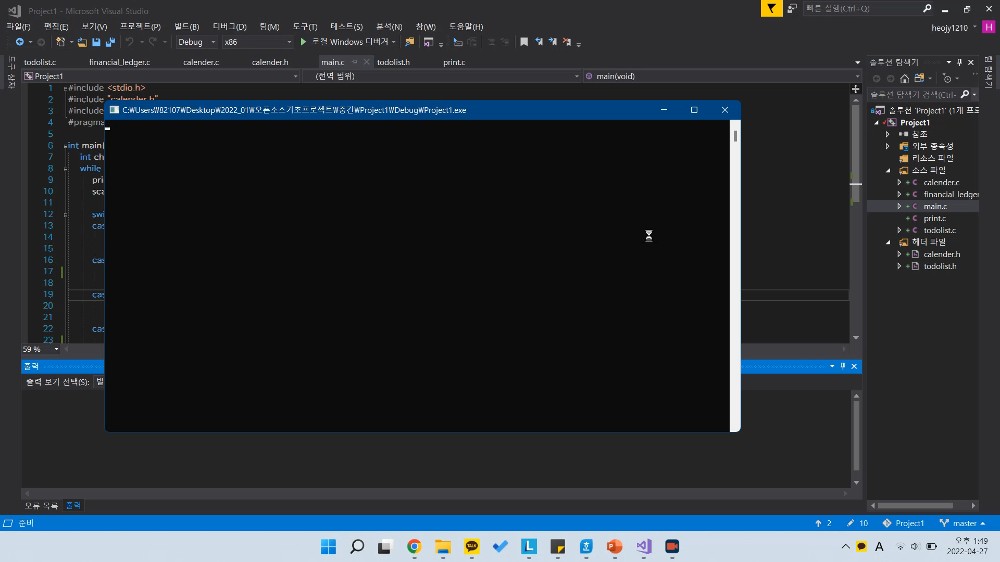 Project1 - Microsoft Visual Studio
빠른 실행(Ctrl+Q)
파일(F) 편집(E) 보기(V) 프로젝트(P) 빌드(B) 디버그(D) 팀(M) 도구(T) 테스트(S) 분석(N) 창(W) 도움말(H)
heojy1210 H
Debug x86 로컬 Windows 디버거
todolist.c financial_ledger.c calender.c calender.h main.c todolist.h print.c
Project1 (전역 범위) main(void)
도구 상자
1 #include <stdio.h>
2 #include "calender.h"
3 #include
4 #pragma
5
6 int main(
7 int ch
8 while
9 pri
10 sca
11
12 swi
13 cas
14
15
16 cas
17
18
19 cas
20
21
22 cas
23
59 %
C:₩Users₩82107₩Desktop₩2022_01₩오픈소스기초프로젝트₩중간₩Project1₩Debug₩Project1.exe
출력
출력 보기 선택(S): 빌
오류 목록 출력
솔루션 탐색기
솔루션 탐색기 검색(Ctrl-
솔루션 'Project1' (1개 프로
Project1
참조
외부 종속성
리소스 파일
소스 파일
calender.c
financial_ledger
main.c
print.c
todolist.c
헤더 파일
calender.h
todolist.h
팀 탐색기
준비 2 10 Project1 master
TALK L P A
오후 1:49
2022-04-27